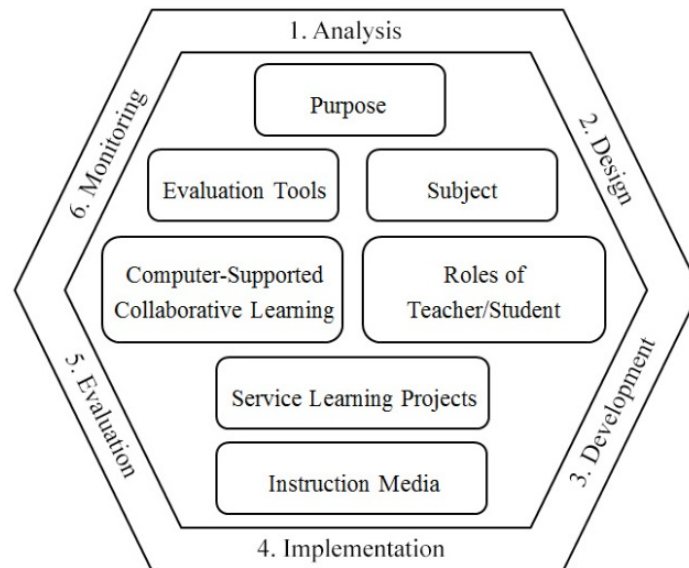 1. Analysis
2. Design
3. Development
4. Implementation
5. Evaluation
6. Monitoring
Purpose
Evaluation Tools
Subject
Computer-Supported
Collaborative Learning
Roles of
Teacher/Student
Service Learning Projects
Instruction Media